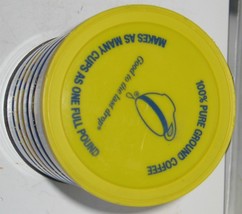 MAKES AS MANY CUPS AS ONE FULL POUND
100% PURE GROUND COFFEE
Good to the last drop